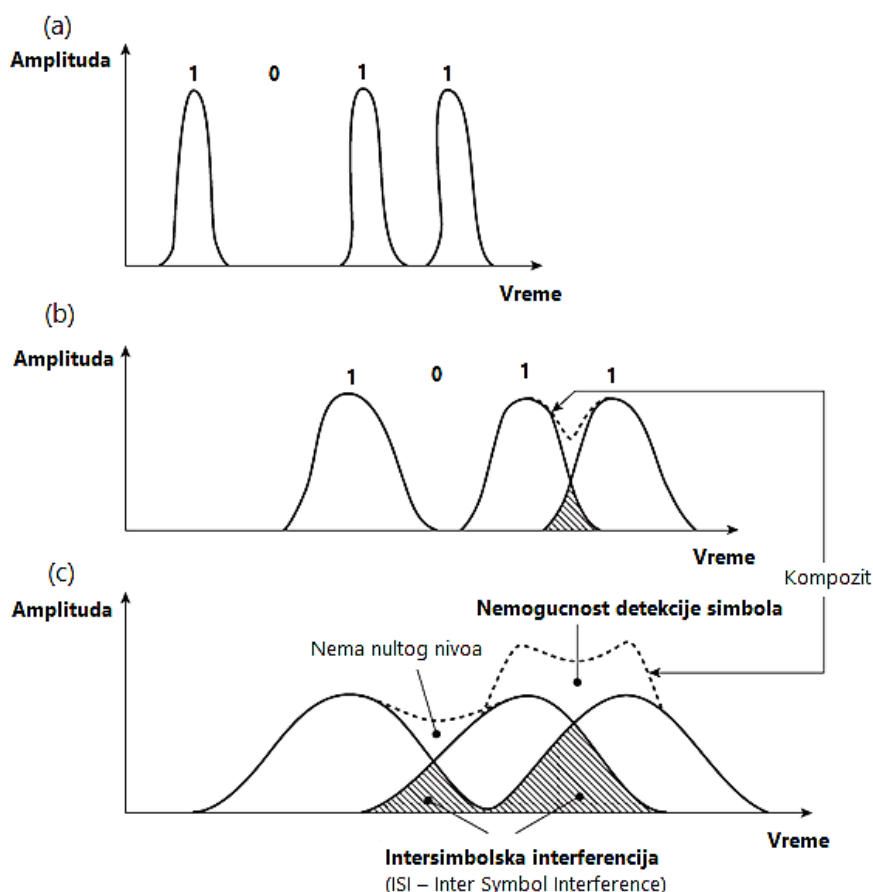 (a)
Amplituda
1 0 1 1
Vreme
(b)
Amplituda
1 0 1 1
Vreme
Kompozit
(c)
Amplituda
Nemogucnost detekcije simbola
Nema nultog nivoa
Vreme
Intersimbolska interferencija
(ISI – Inter Symbol Interference)